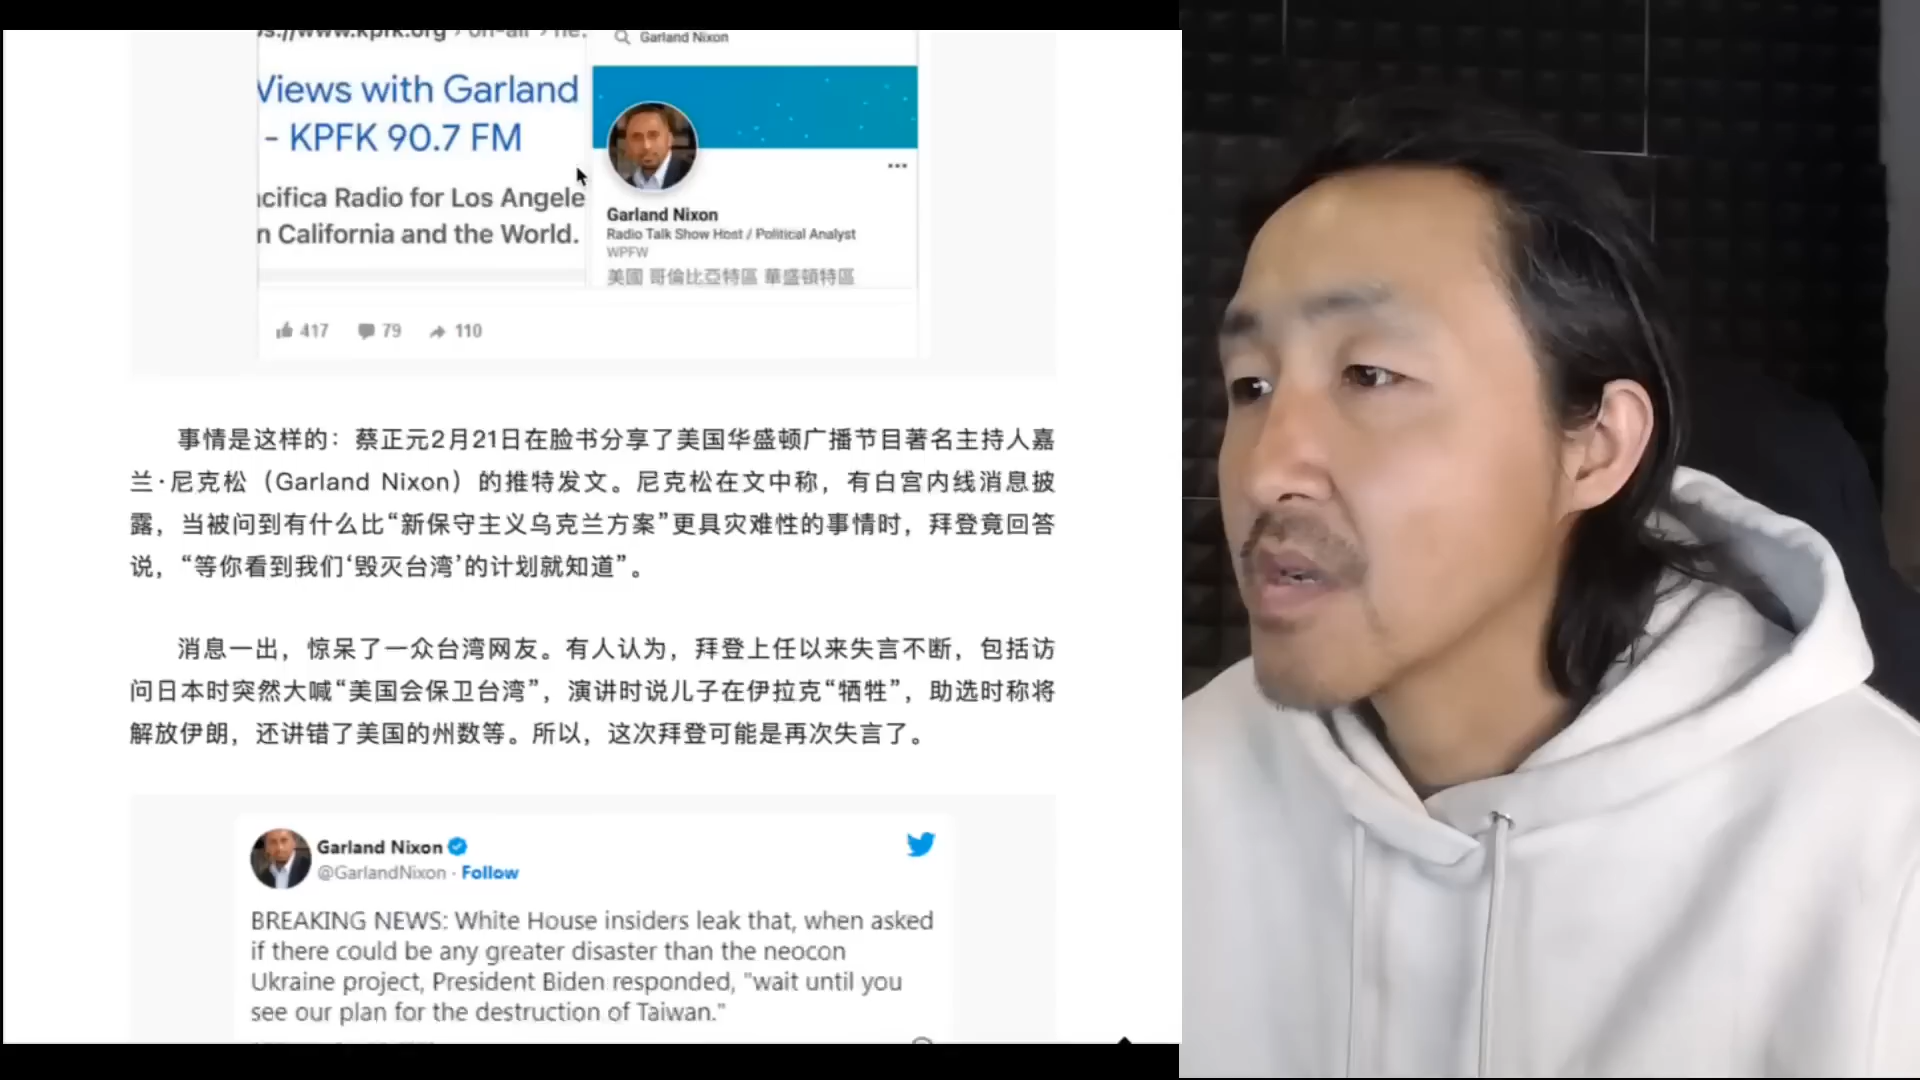 Garland Nixon
Views with Garland
- KPFK 90.7 FM
acifica Radio for Los Angele
n California and the World.
Garland Nixon
Radio Talk Show Host / Political Analyst
WPFW
美國 哥倫比亞特區 華盛頓特區
417 79 110
事情是这样的：蔡正元2月21日在脸书分享了美国华盛顿广播节目著名主持人嘉
兰·尼克松（Garland Nixon）的推特发文。尼克松在文中称，有白宫内线消息披
露，当被问到有什么比“新保守主义乌克兰方案”更具灾难性的事情时，拜登竟回答
说，“等你看到我们‘毁灭台湾’的计划就知道”。
消息一出，惊呆了一众台湾网友。有人认为，拜登上任以来失言不断，包括访
问日本时突然大喊“美国会保卫台湾”，演讲时说儿子在伊拉克“牺牲”，助选时称将
解放伊朗，还讲错了美国的州数等。所以，这次拜登可能是再次失言了。
Garland Nixon
@GarlandNixon · Follow
BREAKING NEWS: White House insiders leak that, when asked
if there could be any greater disaster than the neocon
Ukraine project, President Biden responded, "wait until you
see our plan for the destruction of Taiwan."